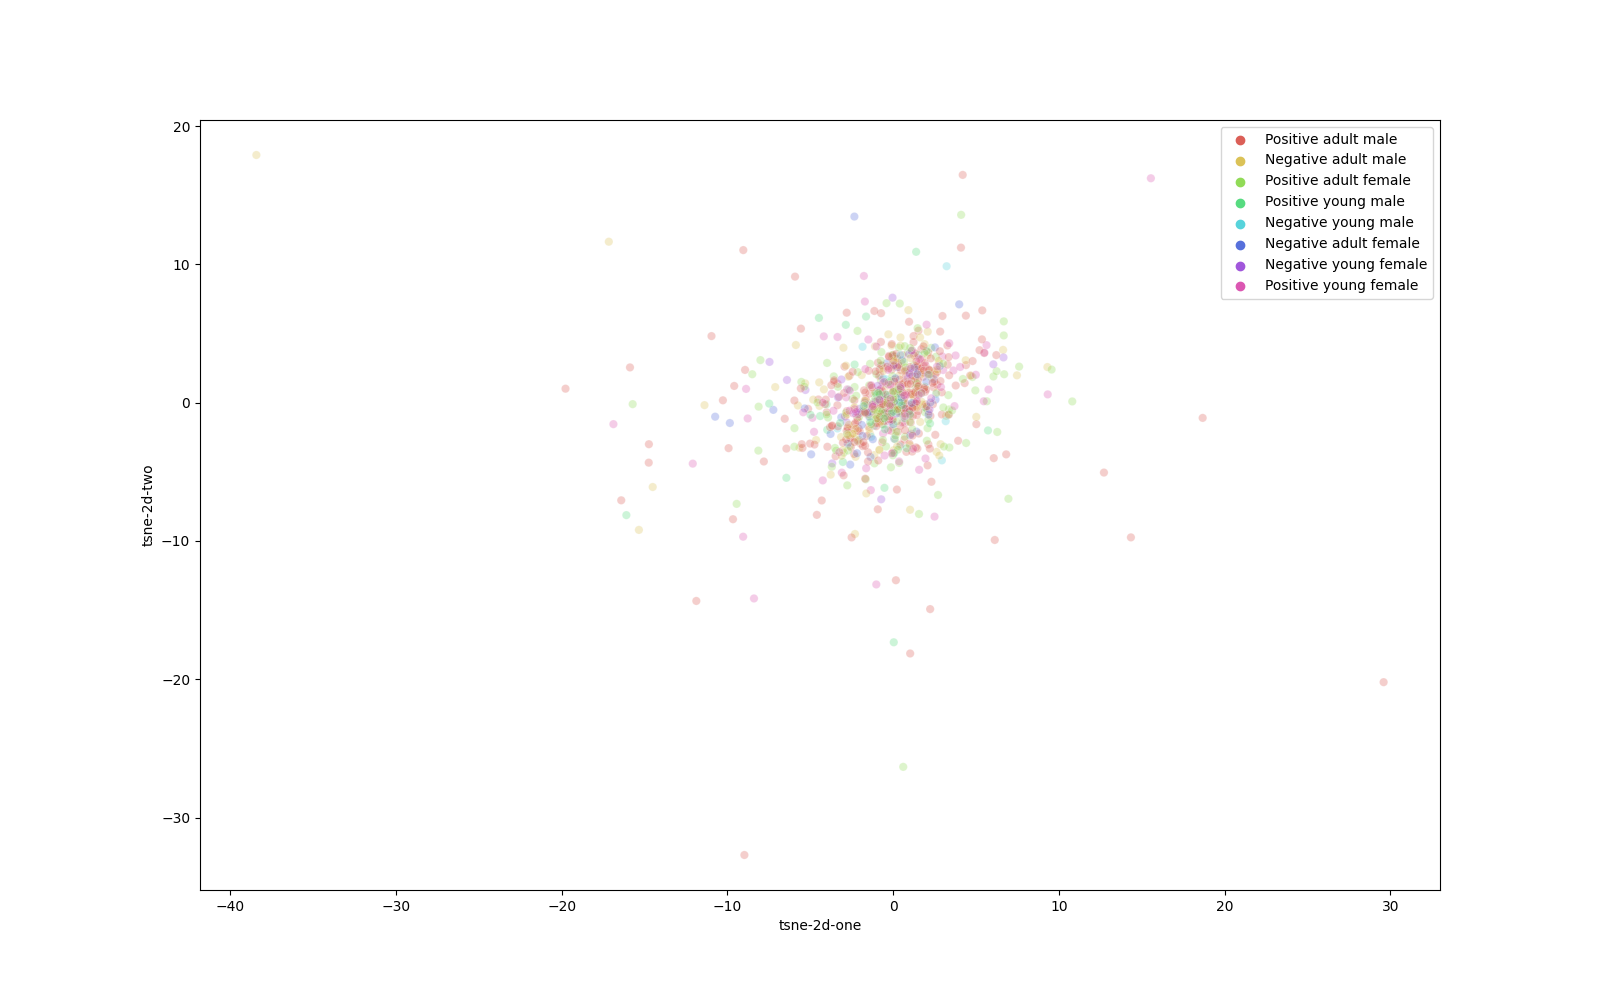 20
10
0
−10
−20
−30
tsne-2d-two
−40
−30
−20
−10
0
10
20
30
tsne-2d-one
Positive adult male
Negative adult male
Positive adult female
Positive young male
Negative young male
Negative adult female
Negative young female
Positive young female